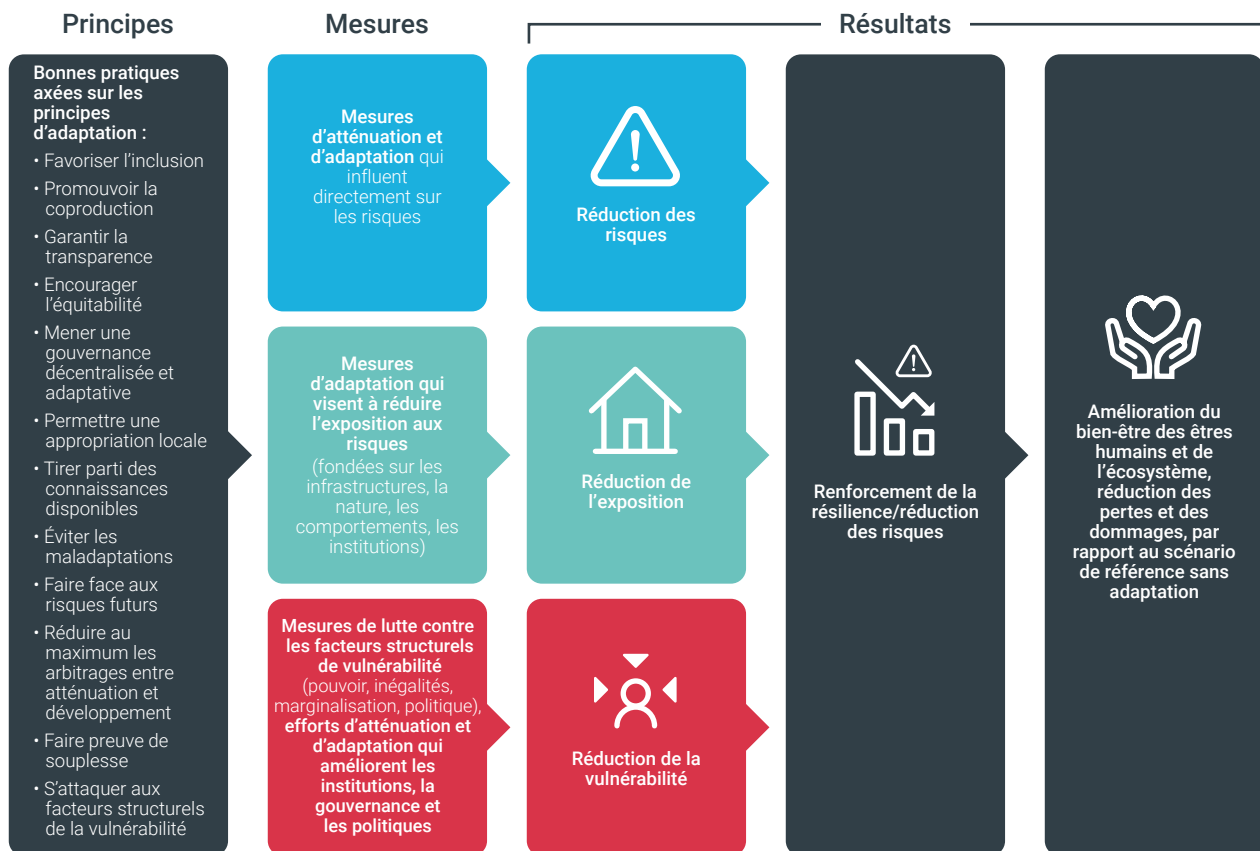 Principes
Mesures
Résultats
Bonnes pratiques
axées sur les
principes
d’adaptation :
• Favoriser l’inclusion
• Promouvoir la
coproduction
• Garantir la
transparence
• Encourager
l’équitabilité
• Mener une
gouvernance
décentralisée et
adaptative
• Permettre une
appropriation locale
• Tirer parti des
connaissances
disponibles
• Éviter les
maladaptations
• Faire face aux
risques futurs
• Réduire au
maximum les
arbitrages entre
atténuation et
développement
• Faire preuve de
souplesse
• S’attaquer aux
facteurs structurels
de la vulnérabilité
Mesures
d’atténuation et
d’adaptation qui
influent
directement sur
les risques
Réduction des
risques
Mesures
d’adaptation qui
visent à réduire
l’exposition aux
risques
(fondées sur les
infrastructures, la
nature, les
comportements, les
institutions)
Réduction de
l’exposition
Mesures de lutte contre
les facteurs structurels
de vulnérabilité
(pouvoir, inégalités,
marginalisation, politique),
efforts d’atténuation et
d’adaptation qui
améliorent les
institutions, la
gouvernance et
les politiques
Réduction de la
vulnérabilité
Renforcement de la
résilience/réduction
des risques
Amélioration du
bien-être des êtres
humains et de
l’écosystème,
réduction des
pertes et des
dommages, par
rapport au scénario
de référence sans
adaptation